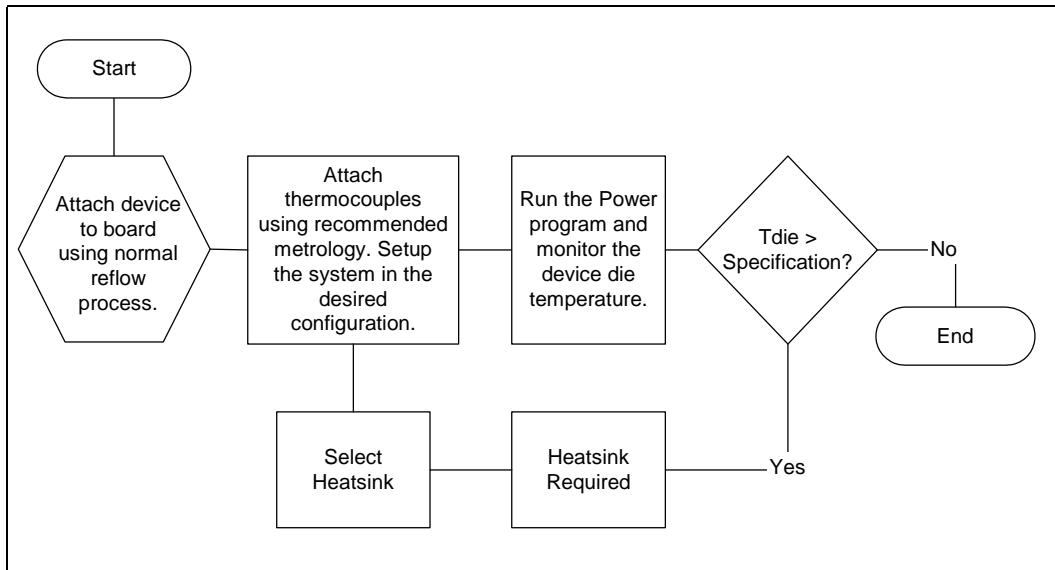 Start
Attach device
to board
using normal
reflow
process.
Attach
thermocouples
using recommended
metrology. Setup
the system in the
desired
configuration.
Run the Power
program and
monitor the
device die
temperature.
Tdie >
Specification?
No
End
Yes
Heatsink
Required
Select
Heatsink